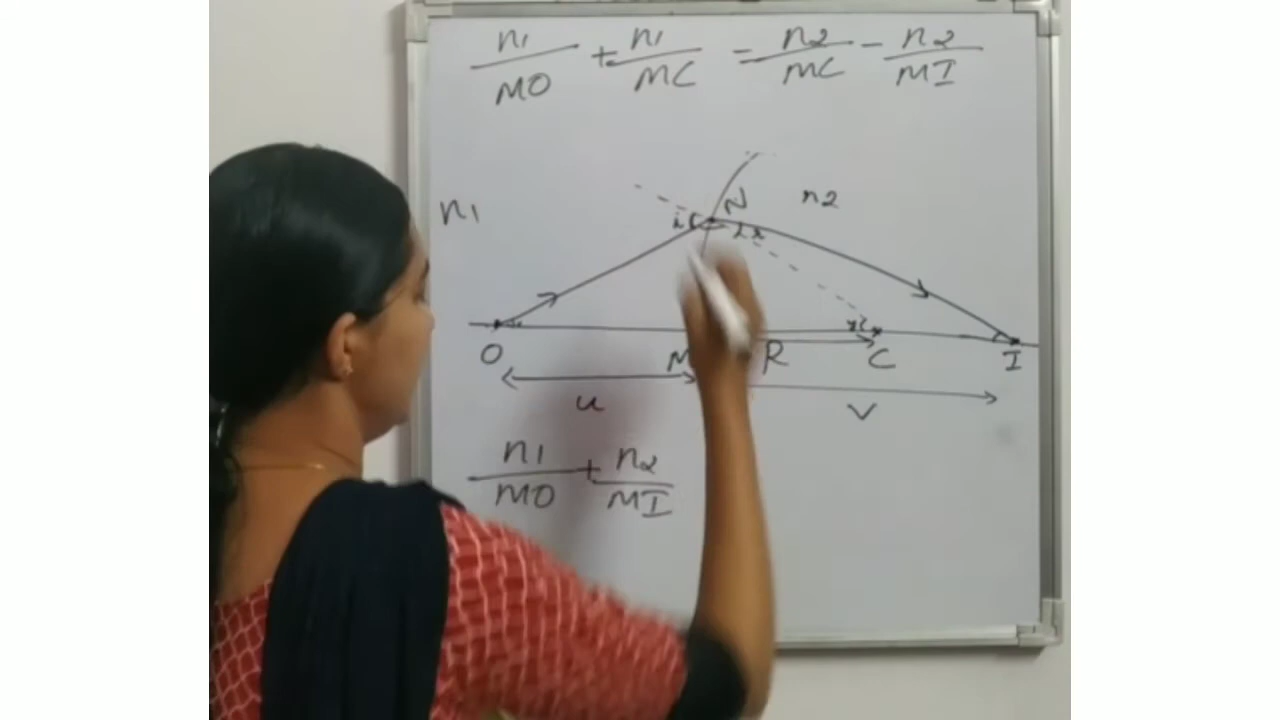 n1/MO + n1/MC = n2/MC - n2/MI
N n2
n1 i r
O M R C I
u v
n1/MO + n2/MI